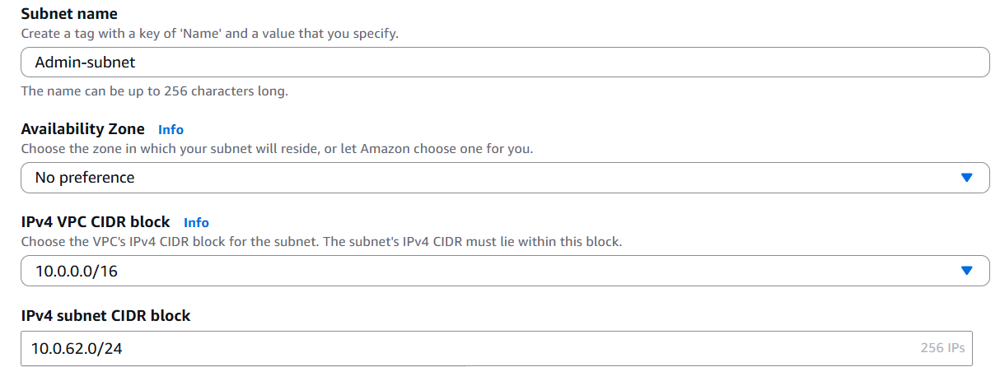 Subnet name
Create a tag with a key of 'Name' and a value that you specify.
Admin-subnet
The name can be up to 256 characters long.
Availability Zone Info
Choose the zone in which your subnet will reside, or let Amazon choose one for you.
No preference
IPv4 VPC CIDR block Info
Choose the VPC's IPv4 CIDR block for the subnet. The subnet's IPv4 CIDR must lie within this block.
10.0.0.0/16
IPv4 subnet CIDR block
10.0.62.0/24 256 IPs